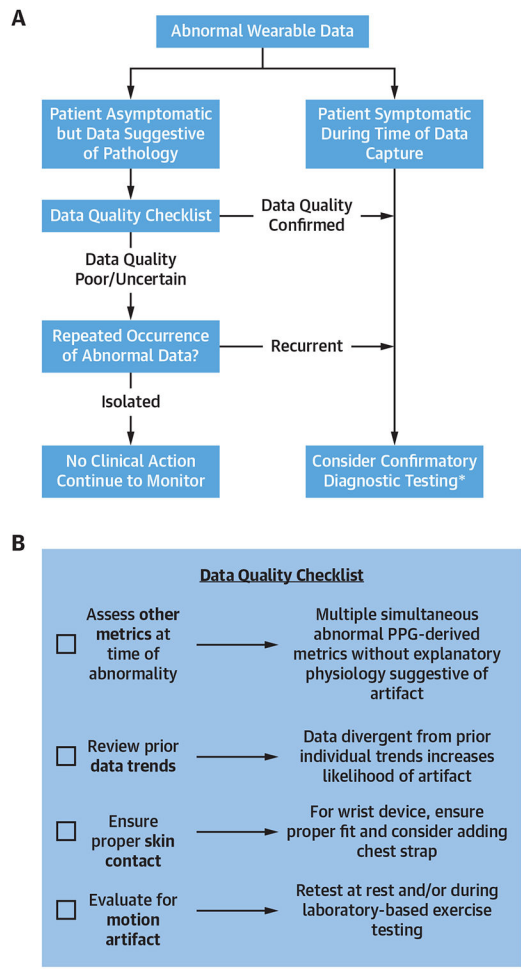 A
Abnormal Wearable Data
Patient Asymptomatic
but Data Suggestive
of Pathology
Patient Symptomatic
During Time of Data
Capture
Data Quality Checklist
Data Quality
Confirmed
Data Quality
Poor/Uncertain
Repeated Occurrence
of Abnormal Data?
Recurrent
Isolated
No Clinical Action
Continue to Monitor
Consider Confirmatory
Diagnostic Testing*
B
Data Quality Checklist
Assess other
metrics at
time of
abnormality
Multiple simultaneous
abnormal PPG-derived
metrics without explanatory
physiology suggestive of
artifact
Review prior
data trends
Data divergent from prior
individual trends increases
likelihood of artifact
Ensure
proper skin
contact
For wrist device, ensure
proper fit and consider adding
chest strap
Evaluate for
motion
artifact
Retest at rest and/or during
laboratory-based exercise
testing